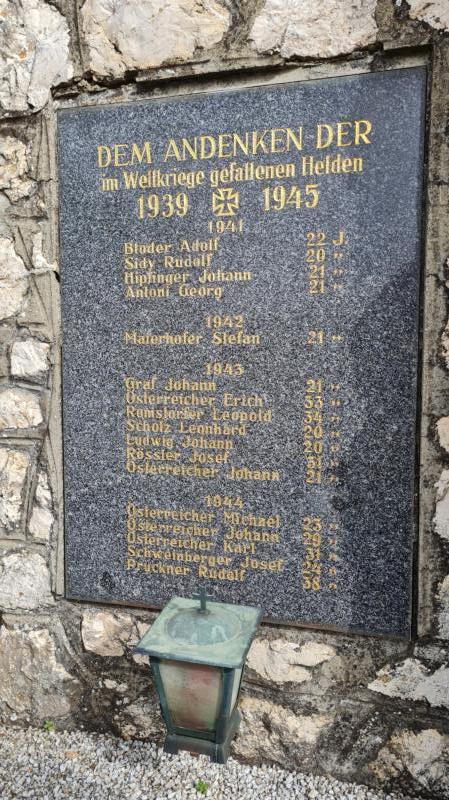 DEM ANDENKEN DER
im Weltkriege gefallenen Helden
1939 1945
1941
Bloder Adolf 22 J.
Sidy Rudolf 20 "
Hipfinger Johann 21 "
Antoni Georg 21 "
1942
Maierhofer Stefan 21 "
1943
Graf Johann 21 "
Österreicher Erich 33 "
Ramstorfer Leopold 34 "
Scholz Leonhard 20 "
Ludwig Johann 20 "
Rössler Josef 31 "
Österreicher Johann 21 "
1944
Österreicher Michael 23 "
Österreicher Johann 29 "
Österreicher Karl 31 "
Schweinberger Josef 24 "
Pruckner Rudolf 38 "